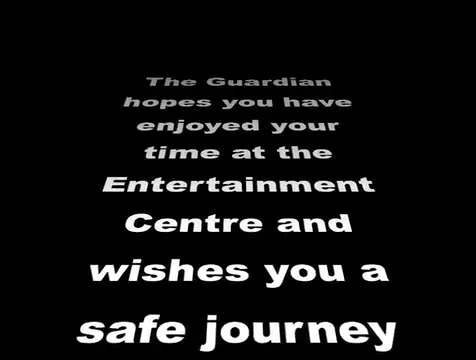 The Guardian
hopes you have
enjoyed your
time at the
Entertainment
Centre and
wishes you a
safe journey